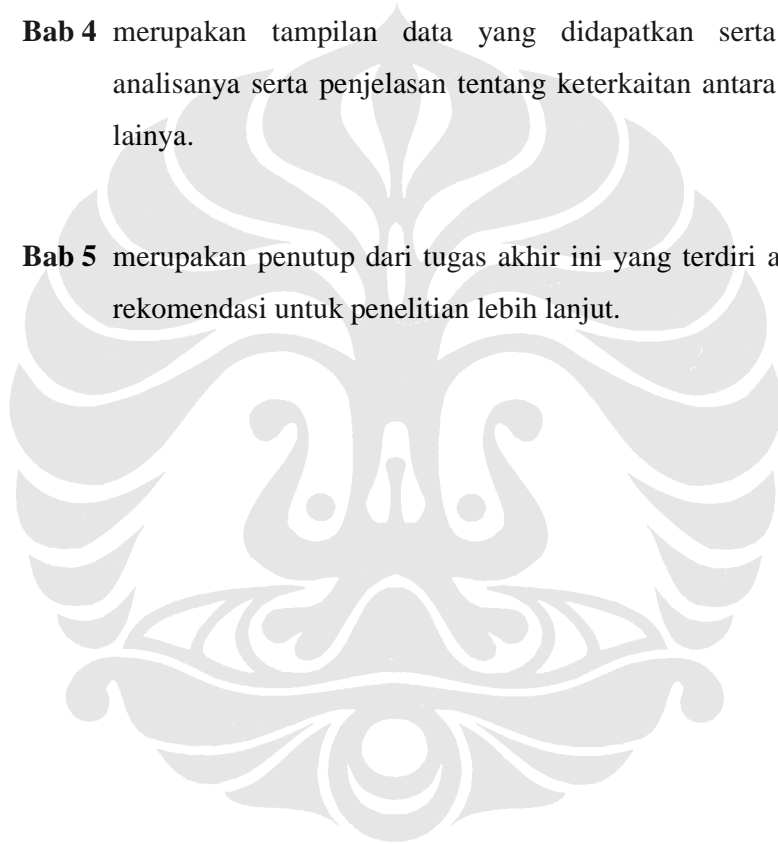 Bab 4 merupakan tampilan data yang didapatkan serta
analisanya serta penjelasan tentang keterkaitan antara
lainya.
Bab 5 merupakan penutup dari tugas akhir ini yang terdiri a
rekomendasi untuk penelitian lebih lanjut.